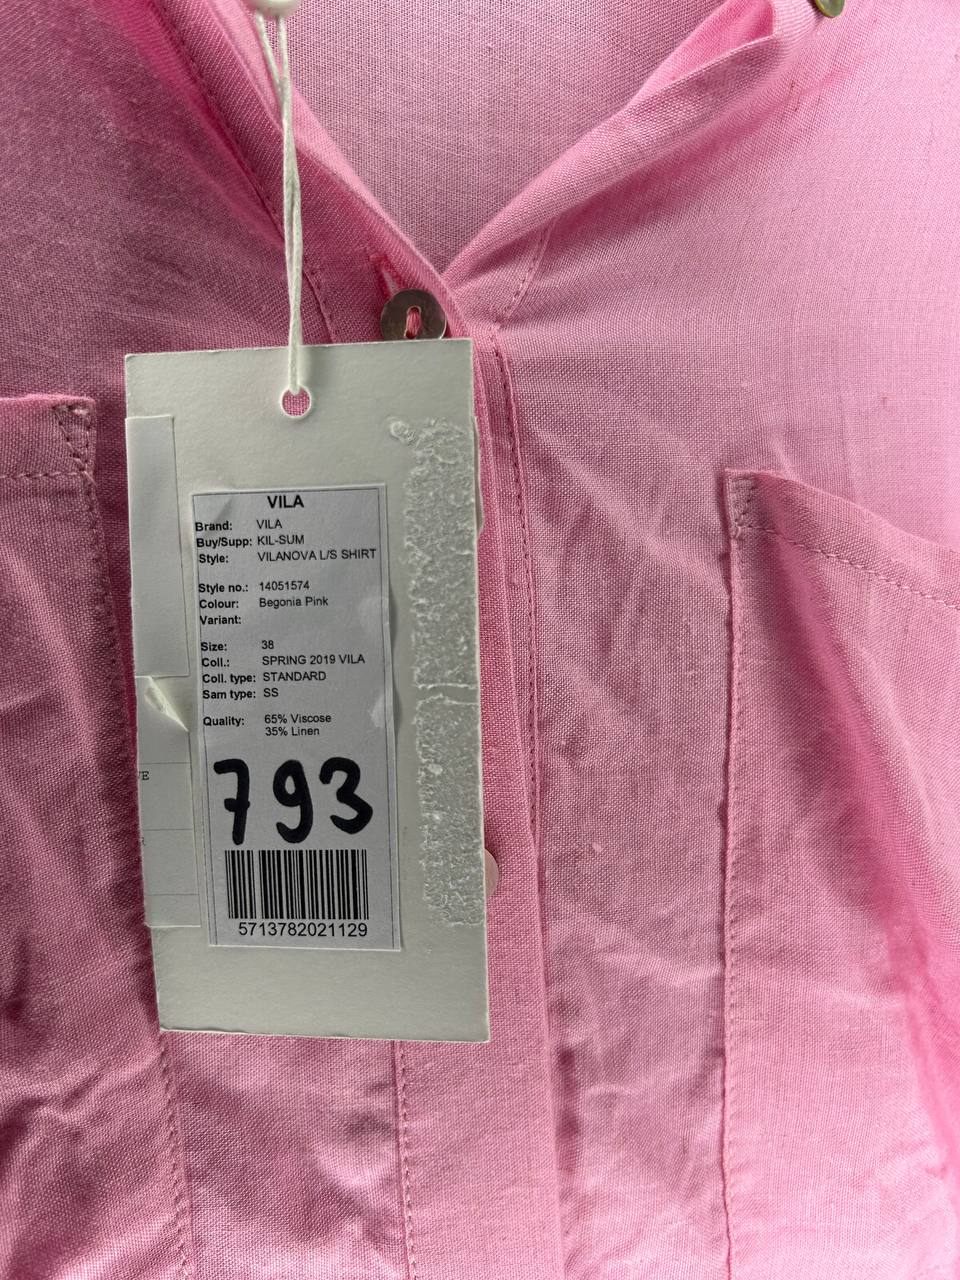 VILA
Brand: VILA
Buy/Supp: KIL-SUM
Style: VILANOVA L/S SHIRT
Style no.: 14051574
Colour: Begonia Pink
Variant:
Size: 38
Coll.: SPRING 2019 VILA
Coll. type: STANDARD
Sam type: SS
Quality: 65% Viscose
35% Linen
793
5713782021129